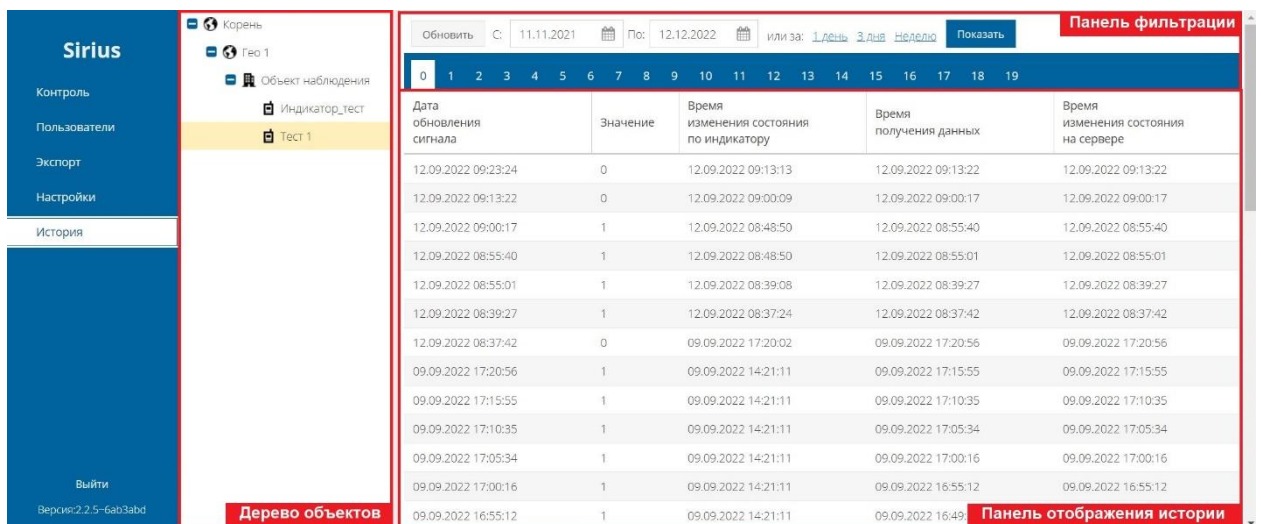 Sirius
Контроль
Пользователи
Экспорт
Настройки
История
Выйти
Версия:2.2.5~6ab3abd
Корень
Гео 1
Объект наблюдения
Индикатор_тест
Тест 1
Дерево объектов
Обновить С: 11.11.2021 По: 12.12.2022 или за: 1 день 3 дня Неделю Показать
Панель фильтрации
0 1 2 3 4 5 6 7 8 9 10 11 12 13 14 15 16 17 18 19
Дата обновления сигнала Значение Время изменения состояния по индикатору Время получения данных Время изменения состояния на сервере
12.09.2022 09:23:24 0 12.09.2022 09:13:13 12.09.2022 09:13:22 12.09.2022 09:13:22
12.09.2022 09:13:22 0 12.09.2022 09:00:09 12.09.2022 09:00:17 12.09.2022 09:00:17
12.09.2022 09:00:17 1 12.09.2022 08:48:50 12.09.2022 08:55:40 12.09.2022 08:55:40
12.09.2022 08:55:40 1 12.09.2022 08:48:50 12.09.2022 08:55:01 12.09.2022 08:55:01
12.09.2022 08:55:01 1 12.09.2022 08:39:08 12.09.2022 08:39:27 12.09.2022 08:39:27
12.09.2022 08:39:27 1 12.09.2022 08:37:24 12.09.2022 08:37:42 12.09.2022 08:37:42
12.09.2022 08:37:42 0 09.09.2022 17:20:02 09.09.2022 17:20:56 09.09.2022 17:20:56
09.09.2022 17:20:56 1 09.09.2022 14:21:11 09.09.2022 17:15:55 09.09.2022 17:15:55
09.09.2022 17:15:55 1 09.09.2022 14:21:11 09.09.2022 17:10:35 09.09.2022 17:10:35
09.09.2022 17:10:35 1 09.09.2022 14:21:11 09.09.2022 17:05:34 09.09.2022 17:05:34
09.09.2022 17:05:34 1 09.09.2022 14:21:11 09.09.2022 17:00:16 09.09.2022 17:00:16
09.09.2022 17:00:16 1 09.09.2022 14:21:11 09.09.2022 16:55:12 09.09.2022 16:55:12
09.09.2022 16:55:12 1 09.09.2022 14:21:11 09.09.2022 16:49:
Панель отображения истории